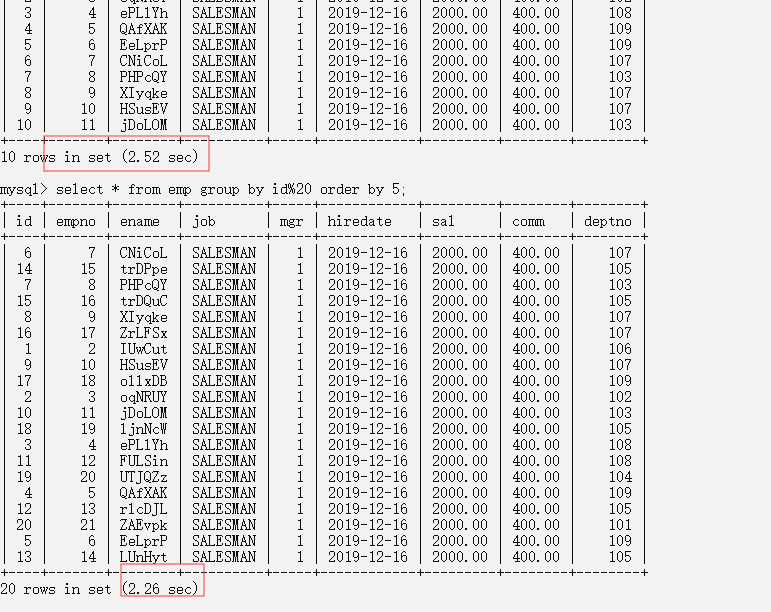 | 3 | 4 | ePLlYh | SALESMAN | 1 | 2019-12-16 | 2000.00 | 400.00 | 108 |
| 4 | 5 | QAfXAK | SALESMAN | 1 | 2019-12-16 | 2000.00 | 400.00 | 109 |
| 5 | 6 | EeLprP | SALESMAN | 1 | 2019-12-16 | 2000.00 | 400.00 | 109 |
| 6 | 7 | CNiCoL | SALESMAN | 1 | 2019-12-16 | 2000.00 | 400.00 | 107 |
| 7 | 8 | PHPcQY | SALESMAN | 1 | 2019-12-16 | 2000.00 | 400.00 | 103 |
| 8 | 9 | XIyqke | SALESMAN | 1 | 2019-12-16 | 2000.00 | 400.00 | 107 |
| 9 | 10 | HSusEV | SALESMAN | 1 | 2019-12-16 | 2000.00 | 400.00 | 107 |
| 10 | 11 | jDoLOM | SALESMAN | 1 | 2019-12-16 | 2000.00 | 400.00 | 103 |
10 rows in set (2.52 sec)
mysql> select * from emp group by id%20 order by 5;
| id | empno | ename | job | mgr | hiredate | sal | comm | deptno |
| 6 | 7 | CNiCoL | SALESMAN | 1 | 2019-12-16 | 2000.00 | 400.00 | 107 |
| 14 | 15 | trDPpe | SALESMAN | 1 | 2019-12-16 | 2000.00 | 400.00 | 105 |
| 7 | 8 | PHPcQY | SALESMAN | 1 | 2019-12-16 | 2000.00 | 400.00 | 103 |
| 15 | 16 | trDQuC | SALESMAN | 1 | 2019-12-16 | 2000.00 | 400.00 | 105 |
| 8 | 9 | XIyqke | SALESMAN | 1 | 2019-12-16 | 2000.00 | 400.00 | 107 |
| 16 | 17 | ZrLFSx | SALESMAN | 1 | 2019-12-16 | 2000.00 | 400.00 | 107 |
| 1 | 2 | IUwCut | SALESMAN | 1 | 2019-12-16 | 2000.00 | 400.00 | 106 |
| 9 | 10 | HSusEV | SALESMAN | 1 | 2019-12-16 | 2000.00 | 400.00 | 107 |
| 17 | 18 | ollxDB | SALESMAN | 1 | 2019-12-16 | 2000.00 | 400.00 | 109 |
| 2 | 3 | oqNRUY | SALESMAN | 1 | 2019-12-16 | 2000.00 | 400.00 | 102 |
| 10 | 11 | jDoLOM | SALESMAN | 1 | 2019-12-16 | 2000.00 | 400.00 | 103 |
| 18 | 19 | ljnNcW | SALESMAN | 1 | 2019-12-16 | 2000.00 | 400.00 | 105 |
| 3 | 4 | ePLlYh | SALESMAN | 1 | 2019-12-16 | 2000.00 | 400.00 | 108 |
| 11 | 12 | FULSin | SALESMAN | 1 | 2019-12-16 | 2000.00 | 400.00 | 108 |
| 19 | 20 | UTJQZz | SALESMAN | 1 | 2019-12-16 | 2000.00 | 400.00 | 104 |
| 4 | 5 | QAfXAK | SALESMAN | 1 | 2019-12-16 | 2000.00 | 400.00 | 109 |
| 12 | 13 | rlcDJL | SALESMAN | 1 | 2019-12-16 | 2000.00 | 400.00 | 105 |
| 20 | 21 | ZAEvpk | SALESMAN | 1 | 2019-12-16 | 2000.00 | 400.00 | 101 |
| 5 | 6 | EeLprP | SALESMAN | 1 | 2019-12-16 | 2000.00 | 400.00 | 109 |
| 13 | 14 | LUnHyt | SALESMAN | 1 | 2019-12-16 | 2000.00 | 400.00 | 105 |
20 rows in set (2.26 sec)